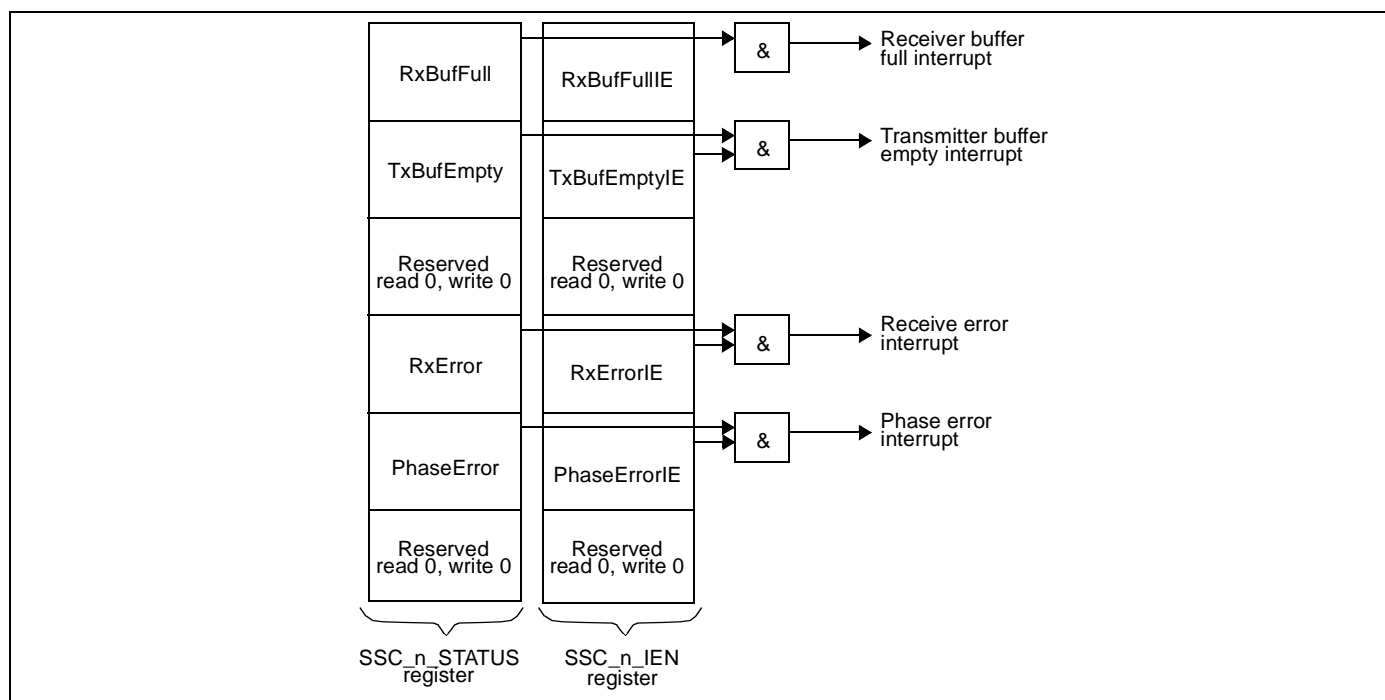 RxBufFull
RxBufFullIE
&
Receiver buffer
full interrupt
TxBufEmpty
TxBufEmptyIE
&
Transmitter buffer
empty interrupt
Reserved
read 0, write 0
Reserved
read 0, write 0
RxError
RxErrorIE
&
Receive error
interrupt
PhaseError
PhaseErrorIE
&
Phase error
interrupt
Reserved
read 0, write 0
Reserved
read 0, write 0
SSC_n_STATUS
register
SSC_n_IEN
register